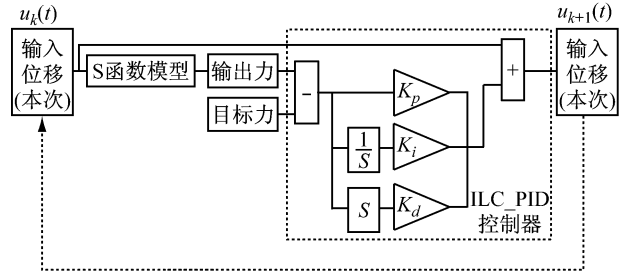 u_k(t)
u_{k+1}(t)
输入
位移
(本次)
S函数模型
输出力
目标力
-
K_p
1/S
K_i
S
K_d
+
ILC_PID
控制器
输入
位移
(本次)